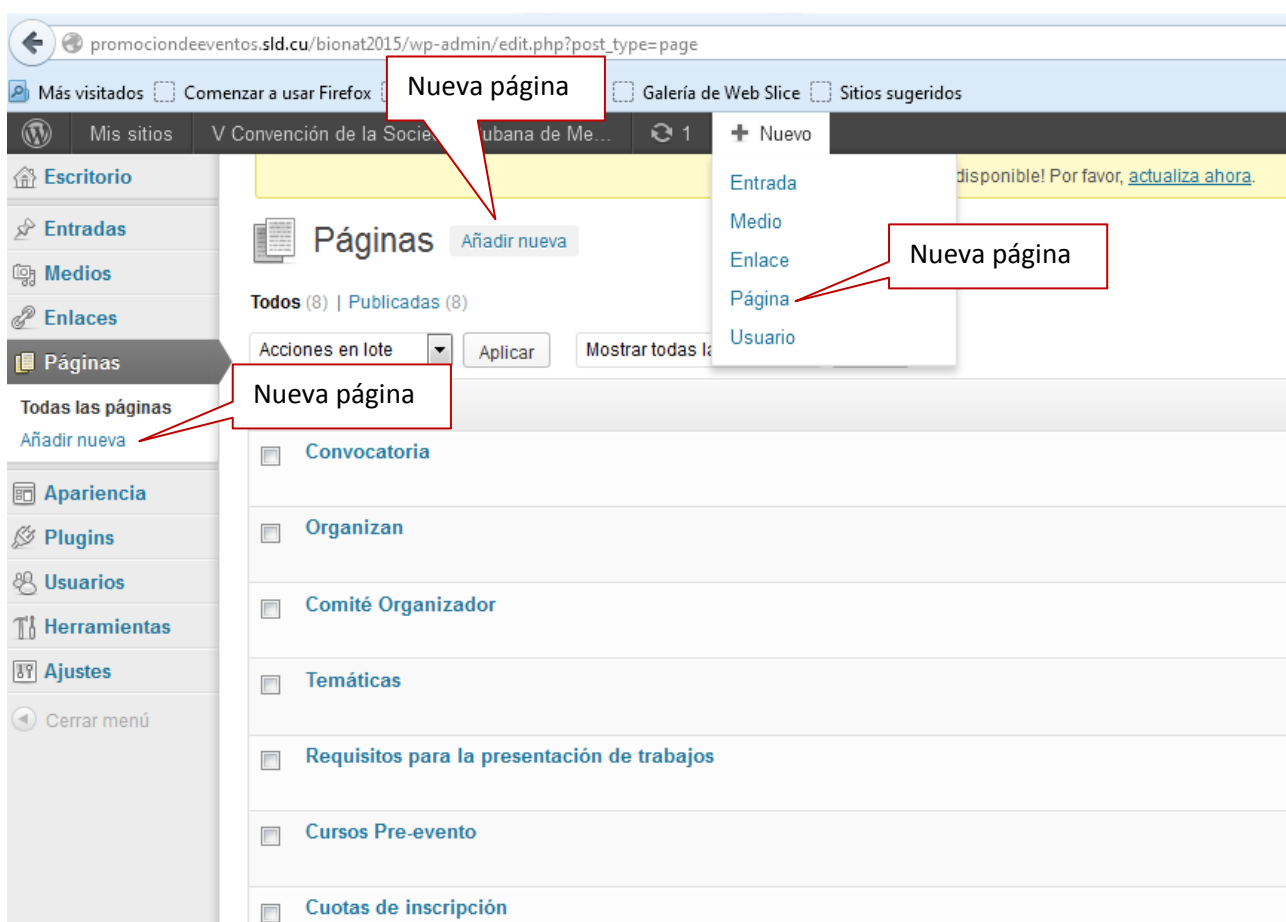 promociondeeventos.sld.cu/bionat2015/wp-admin/edit.php?post_type=page
Más visitados Comenzar a usar Firefox Galería de Web Slice Sitios sugeridos
Nueva página
Mis sitios V Convención de la Socie ubana de Me... 1 + Nuevo
disponible! Por favor, actualiza ahora.
Escritorio
Entradas
Medios
Enlaces
Páginas
Todas las páginas
Añadir nueva
Apariencia
Plugins
Usuarios
Herramientas
Ajustes
Cerrar menú
Páginas Añadir nueva
Todos (8) | Publicadas (8)
Acciones en lote Aplicar Mostrar todas la
Entrada
Medio
Enlace
Página
Usuario
Nueva página
Nueva página
Convocatoria
Organizan
Comité Organizador
Temáticas
Requisitos para la presentación de trabajos
Cursos Pre-evento
Cuotas de inscripción